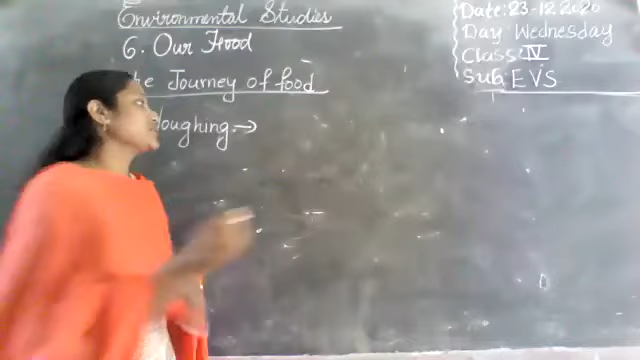 Environmental Studies
6. Our Food
The Journey of food
loughing:→
Date: 23-12-2020
Day: Wednesday
Class: IV
Sub: EVS